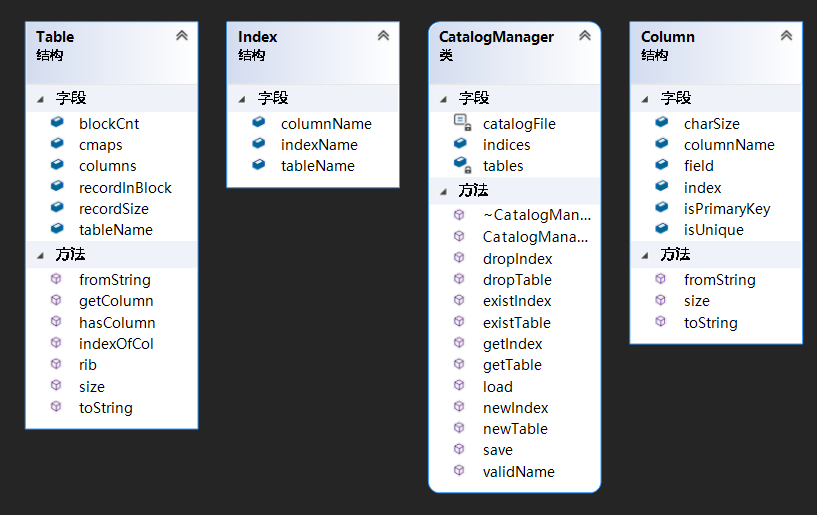 Table
结构
字段
blockCnt
cmaps
columns
recordInBlock
recordSize
tableName
方法
fromString
getColumn
hasColumn
indexOfCol
rib
size
toString
Index
结构
字段
columnName
indexName
tableName
CatalogManager
类
字段
catalogFile
indices
tables
方法
~CatalogMan...
CatalogMana...
dropIndex
dropTable
existIndex
existTable
getIndex
getTable
load
newIndex
newTable
save
validName
Column
结构
字段
charSize
columnName
field
index
isPrimaryKey
isUnique
方法
fromString
size
toString